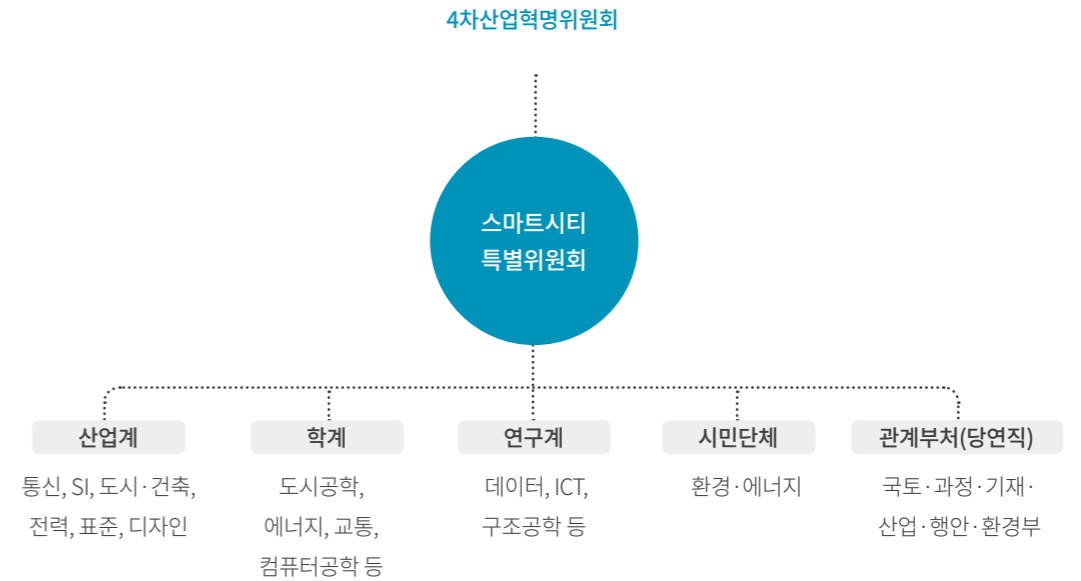 4차산업혁명위원회
스마트시티
특별위원회
산업계
통신, SI, 도시·건축,
전력, 표준, 디자인
학계
도시공학,
에너지, 교통,
컴퓨터공학 등
연구계
데이터, ICT,
구조공학 등
시민단체
환경·에너지
관계부처(당연직)
국토·과정·기재·
산업·행안·환경부